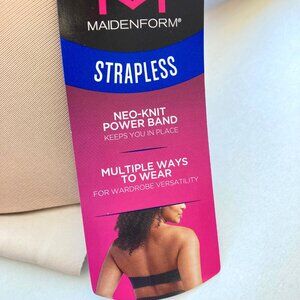 MAIDENFORM®
STRAPLESS
NEO-KNIT
POWER BAND
KEEPS YOU IN PLACE
MULTIPLE WAYS
TO WEAR
FOR WARDROBE VERSATILITY